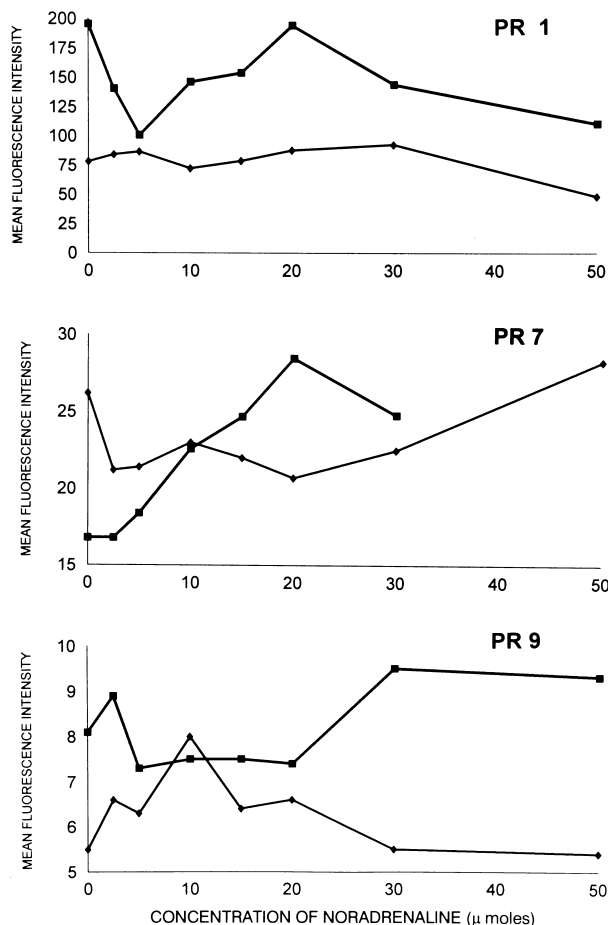 PR 1
MEAN FLUORESCENCE INTENSITY
200
175
150
125
100
75
50
25
0
0 10 20 30 40 50
PR 7
MEAN FLUORESCENCE INTENSITY
30
25
20
15
0 10 20 30 40 50
PR 9
MEAN FLUORESCENCE INTENSITY
10
9
8
7
6
5
0 10 20 30 40 50
CONCENTRATION OF NORADRENALINE (μ moles)